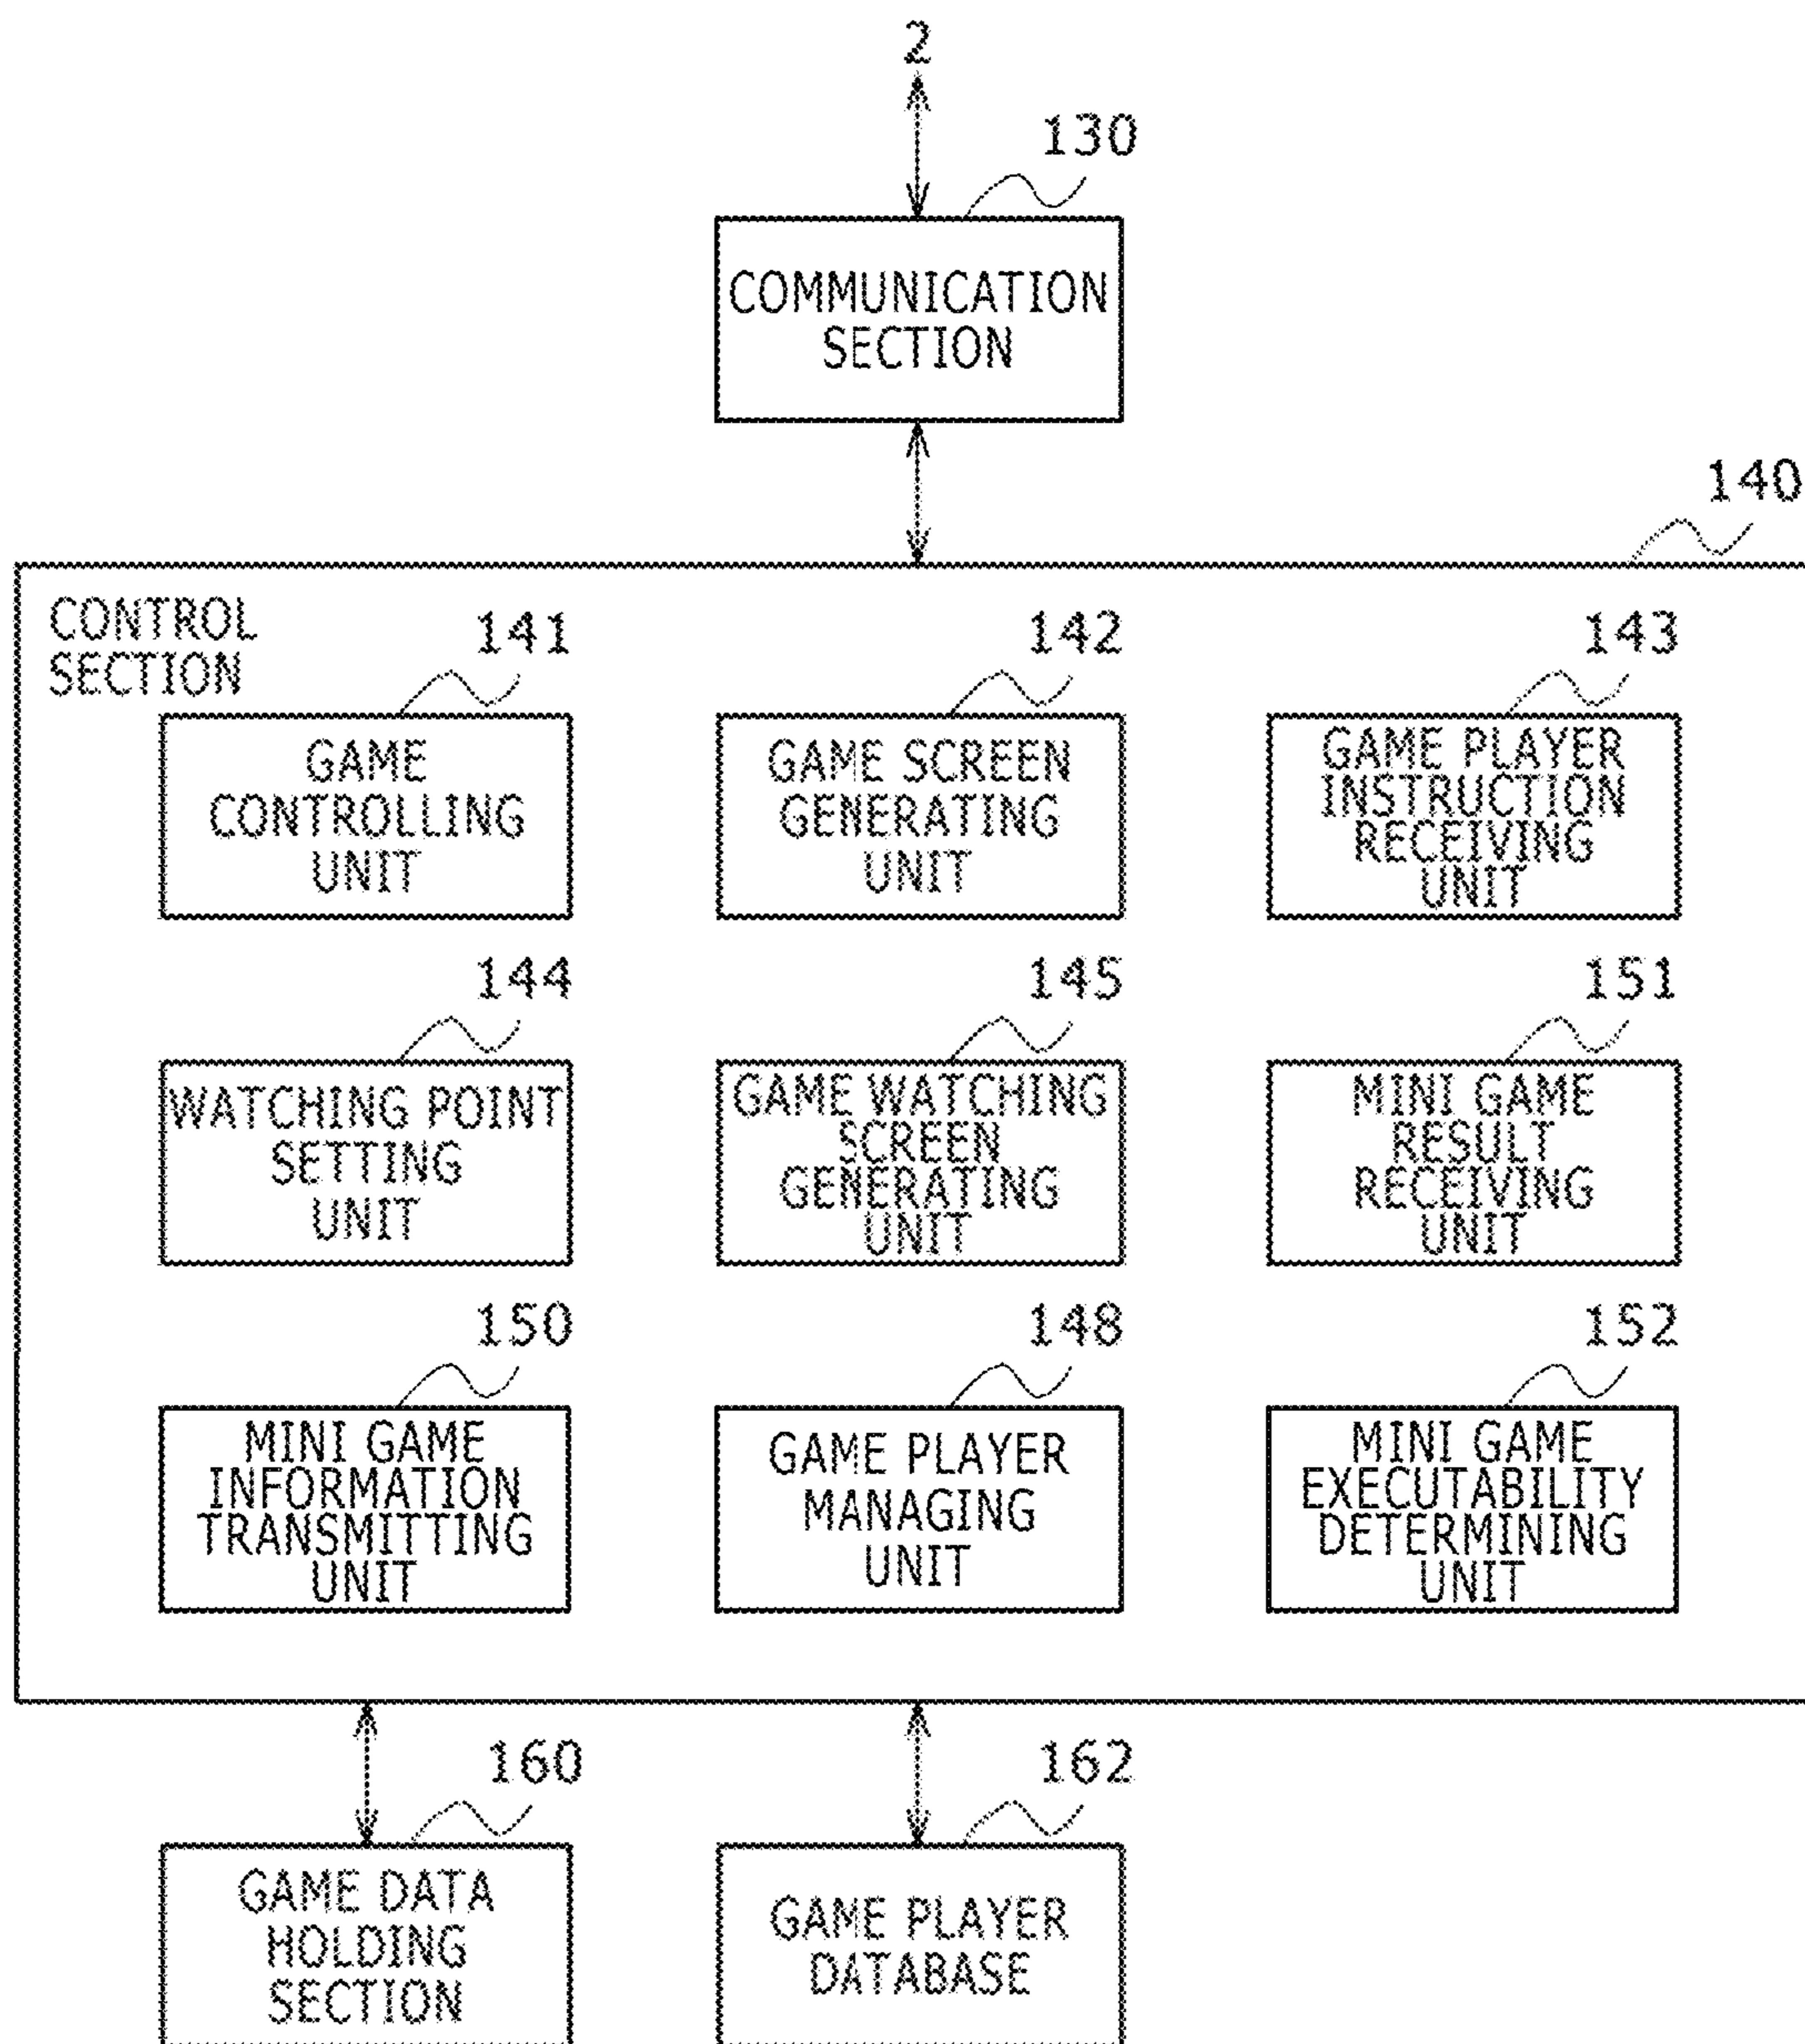 2
130
COMMUNICATION
SECTION
140
CONTROL
SECTION
141
142
143
GAME
CONTROLLING
UNIT
GAME SCREEN
GENERATING
UNIT
GAME PLAYER
INSTRUCTION
RECEIVING
UNIT
144
145
151
WATCHING POINT
SETTING
UNIT
GAME WATCHING
SCREEN
GENERATING
UNIT
MINI GAME
RESULT
RECEIVING
UNIT
150
148
152
MINI GAME
INFORMATION
TRANSMITTING
UNIT
GAME PLAYER
MANAGING
UNIT
MINI GAME
EXECUTABILITY
DETERMINING
UNIT
160
162
GAME DATA
HOLDING
SECTION
GAME PLAYER
DATABASE